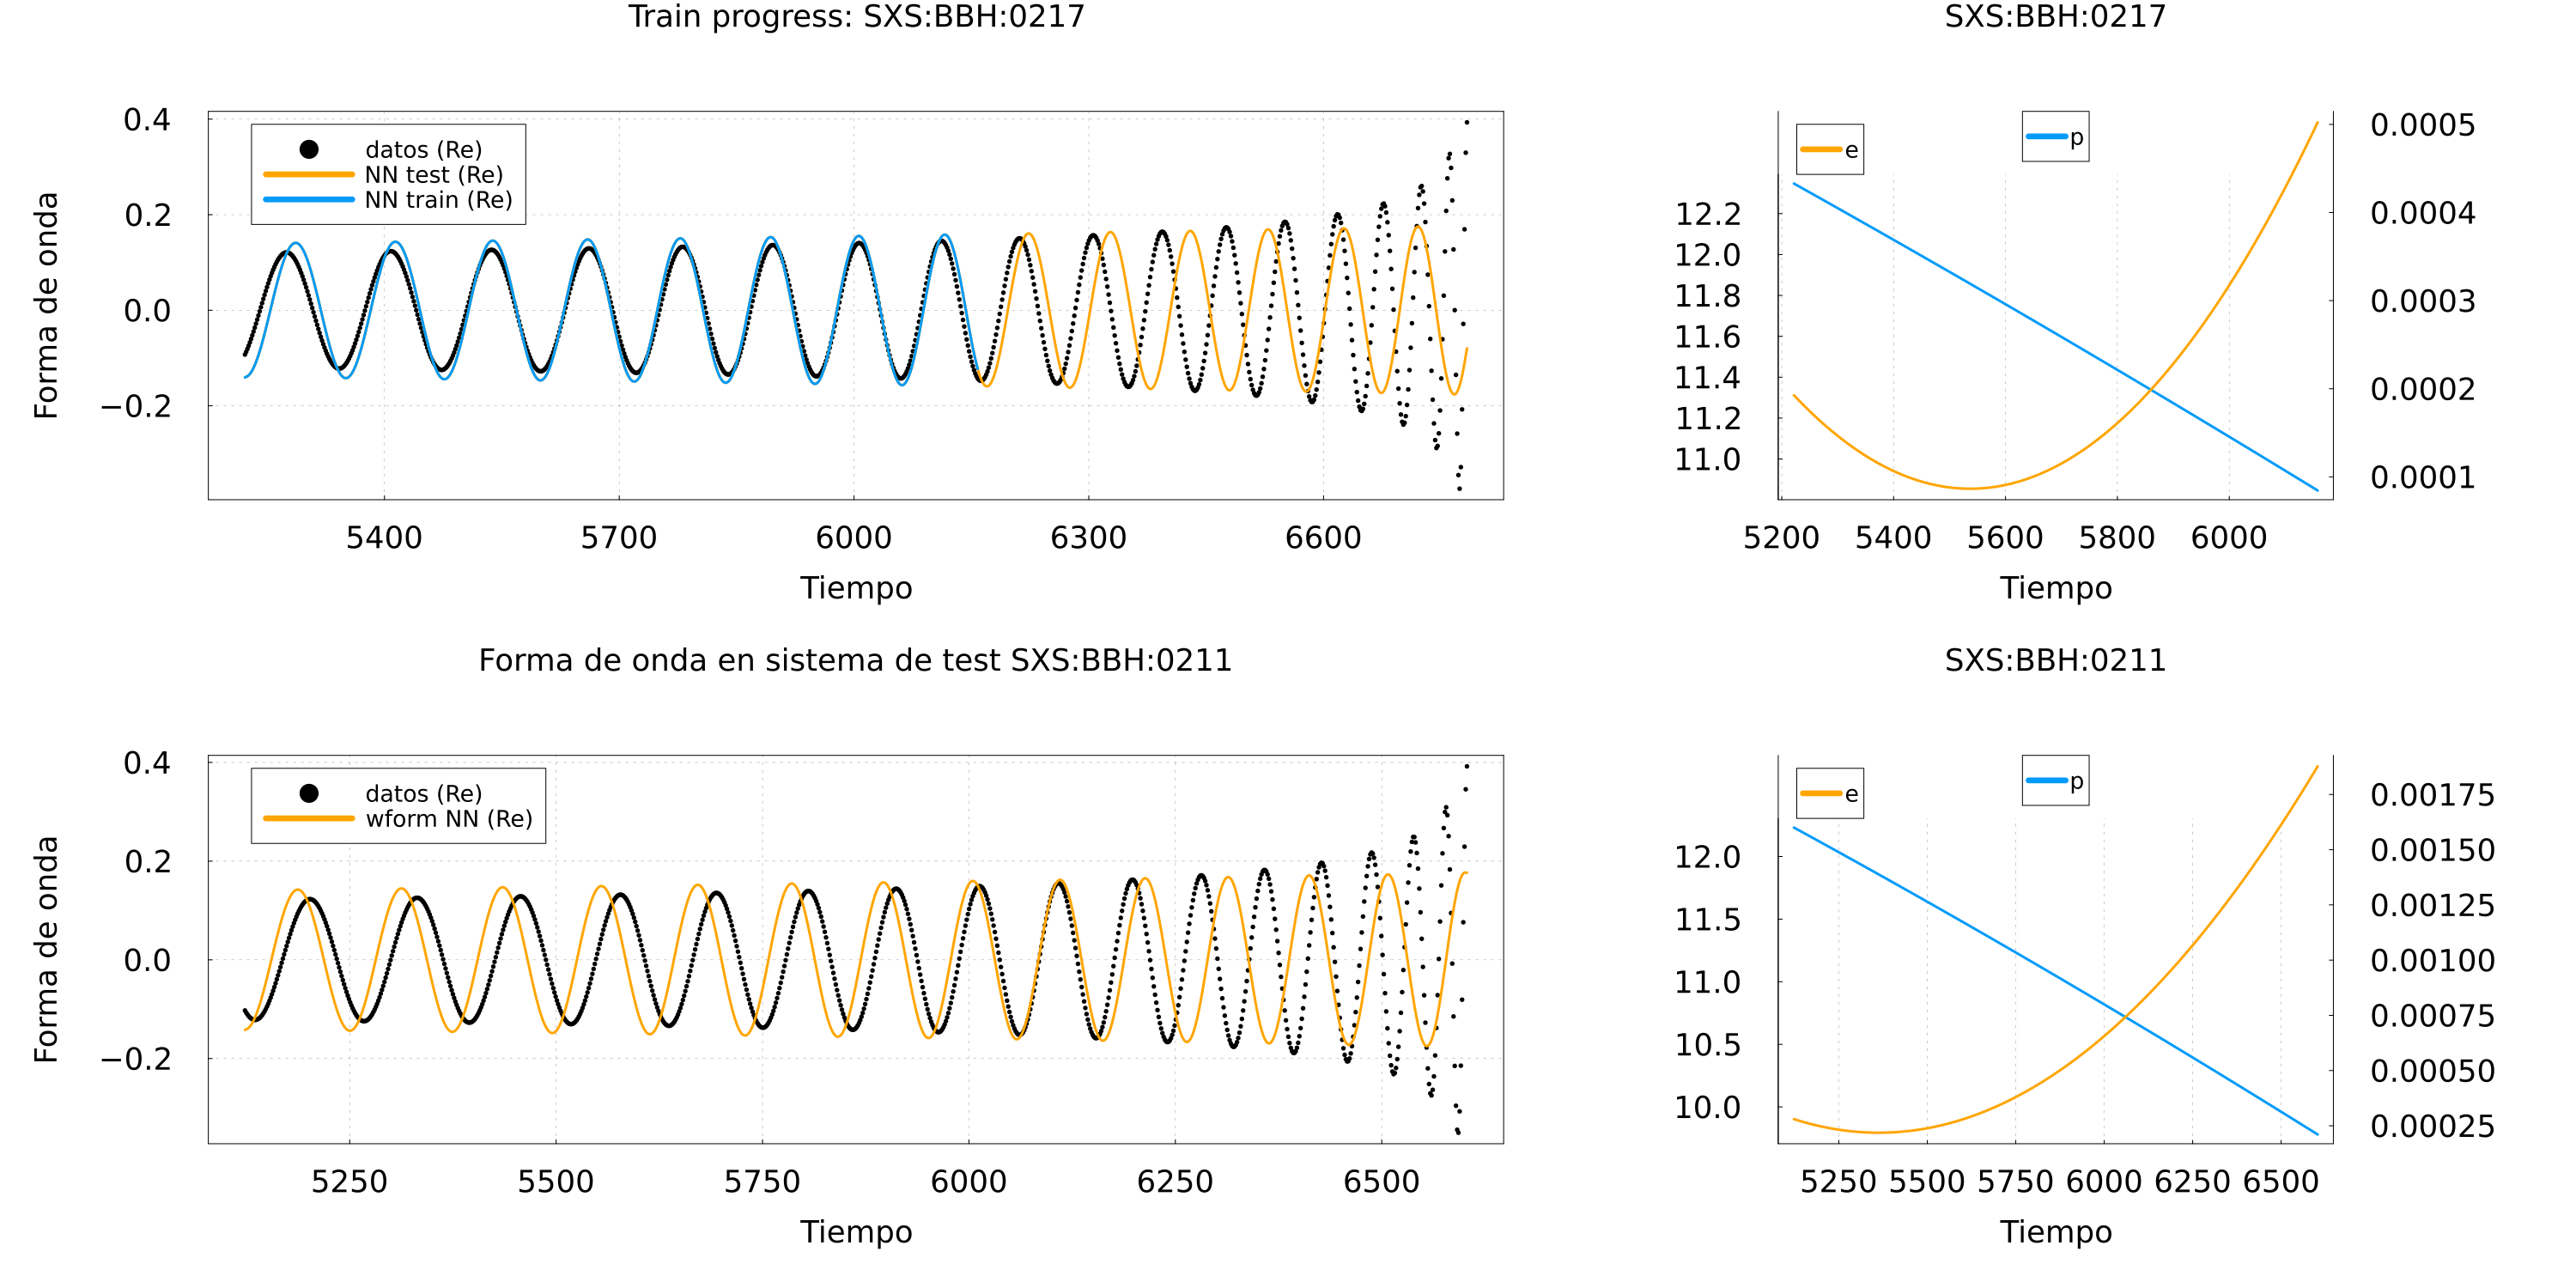 Train progress: SXS:BBH:0217
Forma de onda
0.4
0.2
0.0
−0.2
datos (Re)
NN test (Re)
NN train (Re)
5400 5700 6000 6300 6600
Tiempo
SXS:BBH:0217
e
p
12.2
12.0
11.8
11.6
11.4
11.2
11.0
0.0005
0.0004
0.0003
0.0002
0.0001
5200 5400 5600 5800 6000
Tiempo
Forma de onda en sistema de test SXS:BBH:0211
Forma de onda
0.4
0.2
0.0
−0.2
datos (Re)
wform NN (Re)
5250 5500 5750 6000 6250 6500
Tiempo
SXS:BBH:0211
e
p
12.0
11.5
11.0
10.5
10.0
0.00175
0.00150
0.00125
0.00100
0.00075
0.00050
0.00025
5250 5500 5750 6000 6250 6500
Tiempo